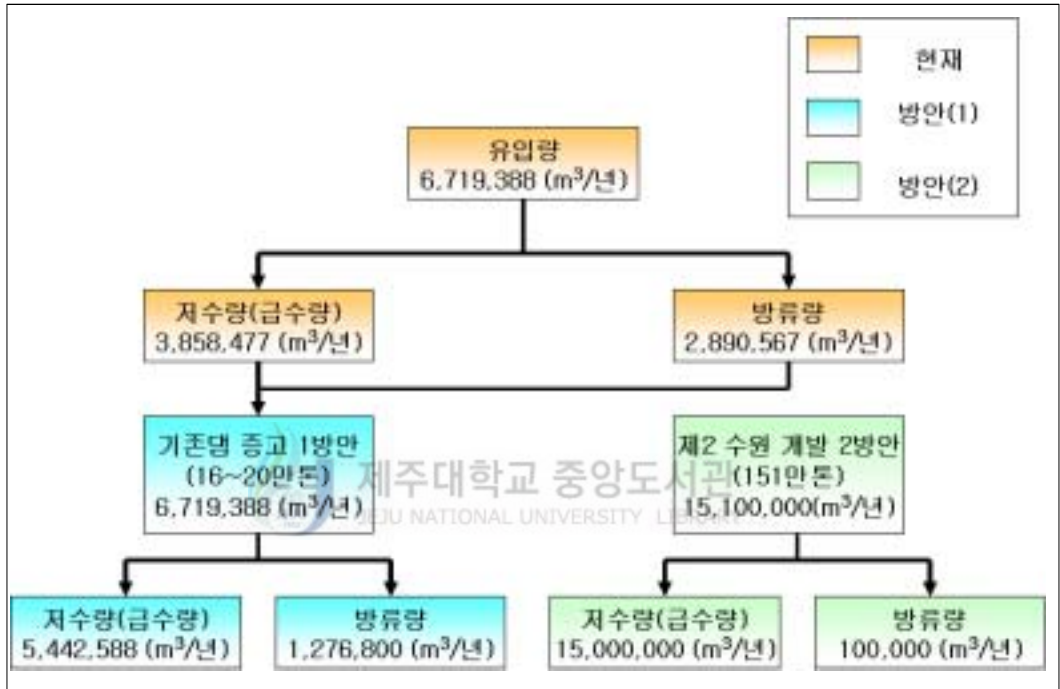 현재
방안(1)
방안(2)
유입량
6,719,388 (m³/년)
저수량(급수량)
3,858,477 (m³/년)
방류량
2,890,567 (m³/년)
기존댐 증고 1방안
(16~20만톤)
6,719,388 (m³/년)
제2 수원 개발 2방안
(151만톤)
15,100,000(m³/년)
제주대학교 중앙도서관
JEJU NATIONAL UNIVERSITY LIBRARY
저수량(급수량)
5,442,588 (m³/년)
방류량
1,276,800 (m³/년)
저수량(급수량)
15,000,000 (m³/년)
방류량
100,000 (m³/년)